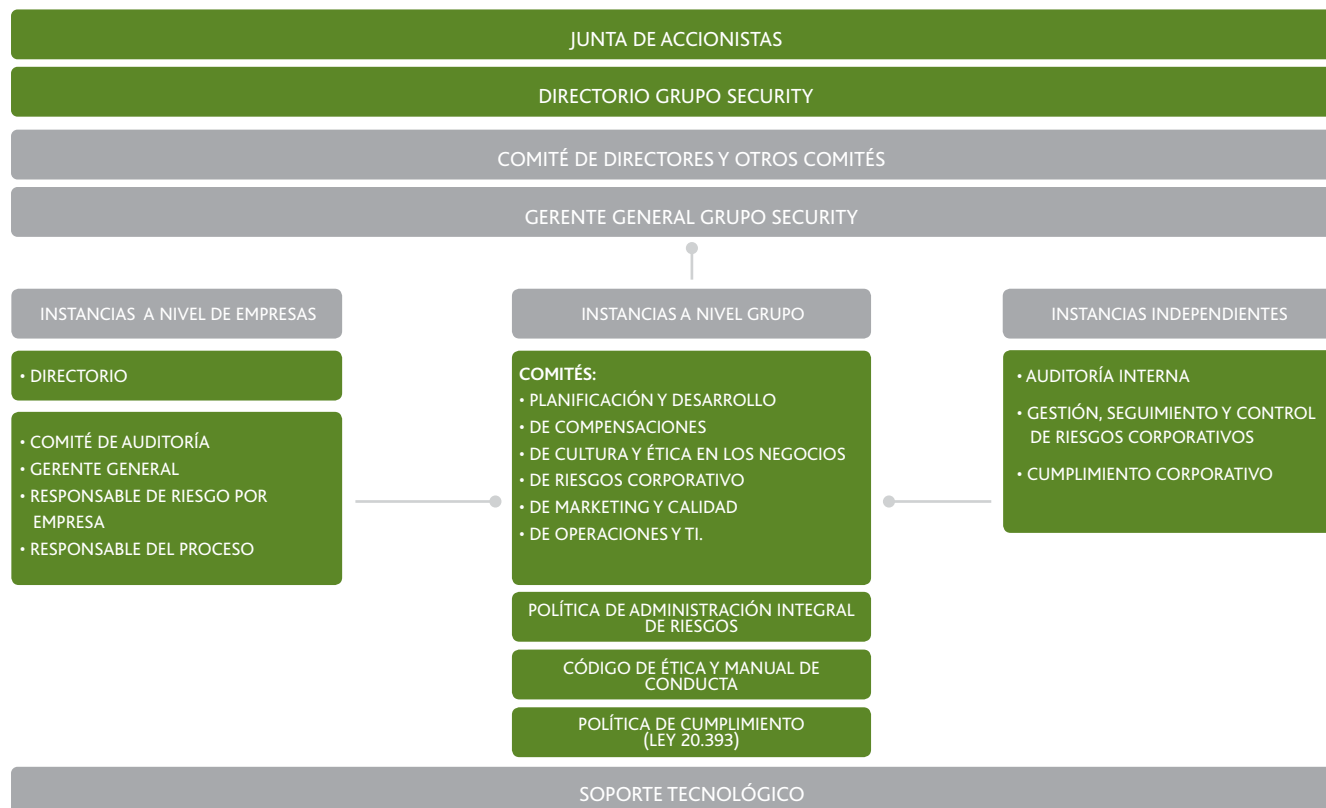 JUNTA DE ACCIONISTAS
DIRECTORIO GRUPO SECURITY
COMITÉ DE DIRECTORES Y OTROS COMITÉS
GERENTE GENERAL GRUPO SECURITY
INSTANCIAS A NIVEL DE EMPRESAS
• DIRECTORIO
• COMITÉ DE AUDITORÍA
• GERENTE GENERAL
• RESPONSABLE DE RIESGO POR
EMPRESA
• RESPONSABLE DEL PROCESO
INSTANCIAS A NIVEL GRUPO
COMITÉS:
• PLANIFICACIÓN Y DESARROLLO
• DE COMPENSACIONES
• DE CULTURA Y ÉTICA EN LOS NEGOCIOS
• DE RIESGOS CORPORATIVO
• DE MARKETING Y CALIDAD
• DE OPERACIONES Y TI.
POLÍTICA DE ADMINISTRACIÓN INTEGRAL
DE RIESGOS
CÓDIGO DE ÉTICA Y MANUAL DE
CONDUCTA
POLÍTICA DE CUMPLIMIENTO
(LEY 20.393)
INSTANCIAS INDEPENDIENTES
• AUDITORÍA INTERNA
• GESTIÓN, SEGUIMIENTO Y CONTROL
DE RIESGOS CORPORATIVOS
• CUMPLIMIENTO CORPORATIVO
SOPORTE TECNOLÓGICO